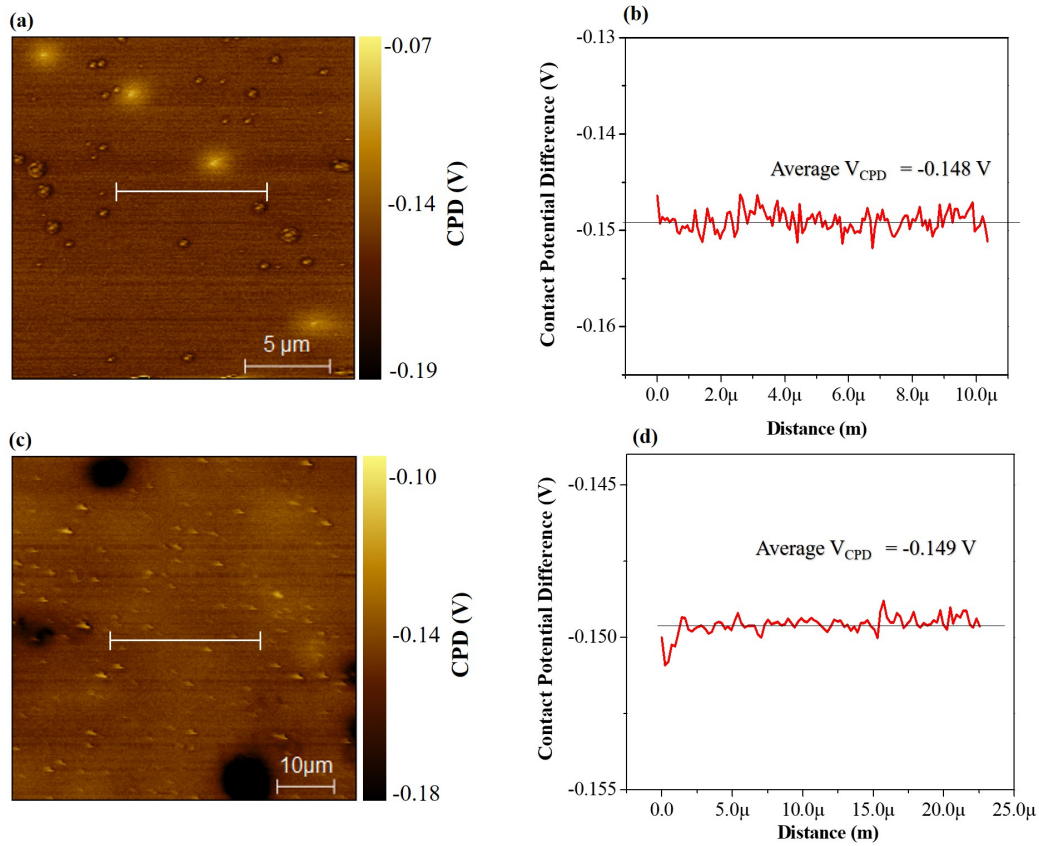 (a)
-0.07
-0.14
-0.19
CPD (V)
5 µm
(b)
-0.13
-0.14
-0.15
-0.16
Contact Potential Difference (V)
Average VCPD = -0.148 V
0.0 2.0µ 4.0µ 6.0µ 8.0µ 10.0µ
Distance (m)
(c)
-0.10
-0.14
-0.18
CPD (V)
10µm
(d)
-0.145
-0.150
-0.155
Contact Potential Difference (V)
Average VCPD = -0.149 V
0.0 5.0µ 10.0µ 15.0µ 20.0µ 25.0µ
Distance (m)